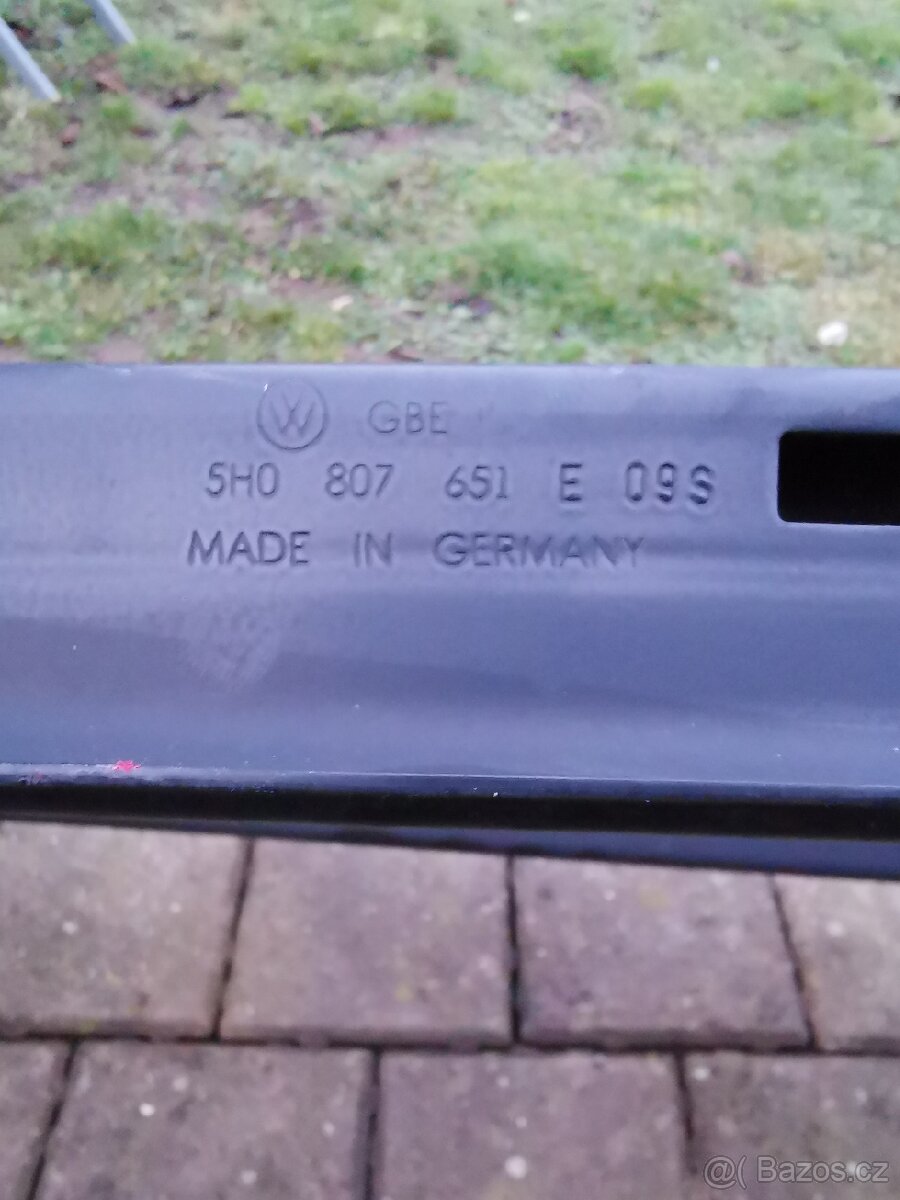 GBE
5H0 807 651 E 09S
MADE IN GERMANY
@( Bazos.cz